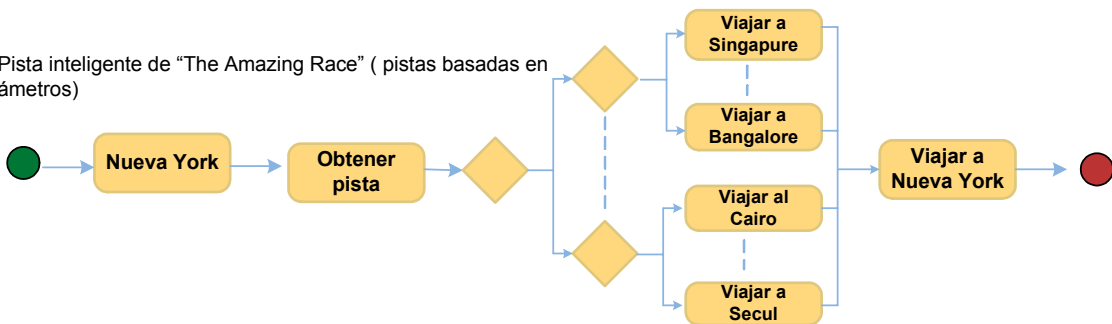 Pista inteligente de “The Amazing Race” ( pistas basadas en
ámetros)
Nueva York
Obtener
pista
Viajar a
Singapure
Viajar a
Bangalore
Viajar al
Cairo
Viajar a
Secul
Viajar a
Nueva York